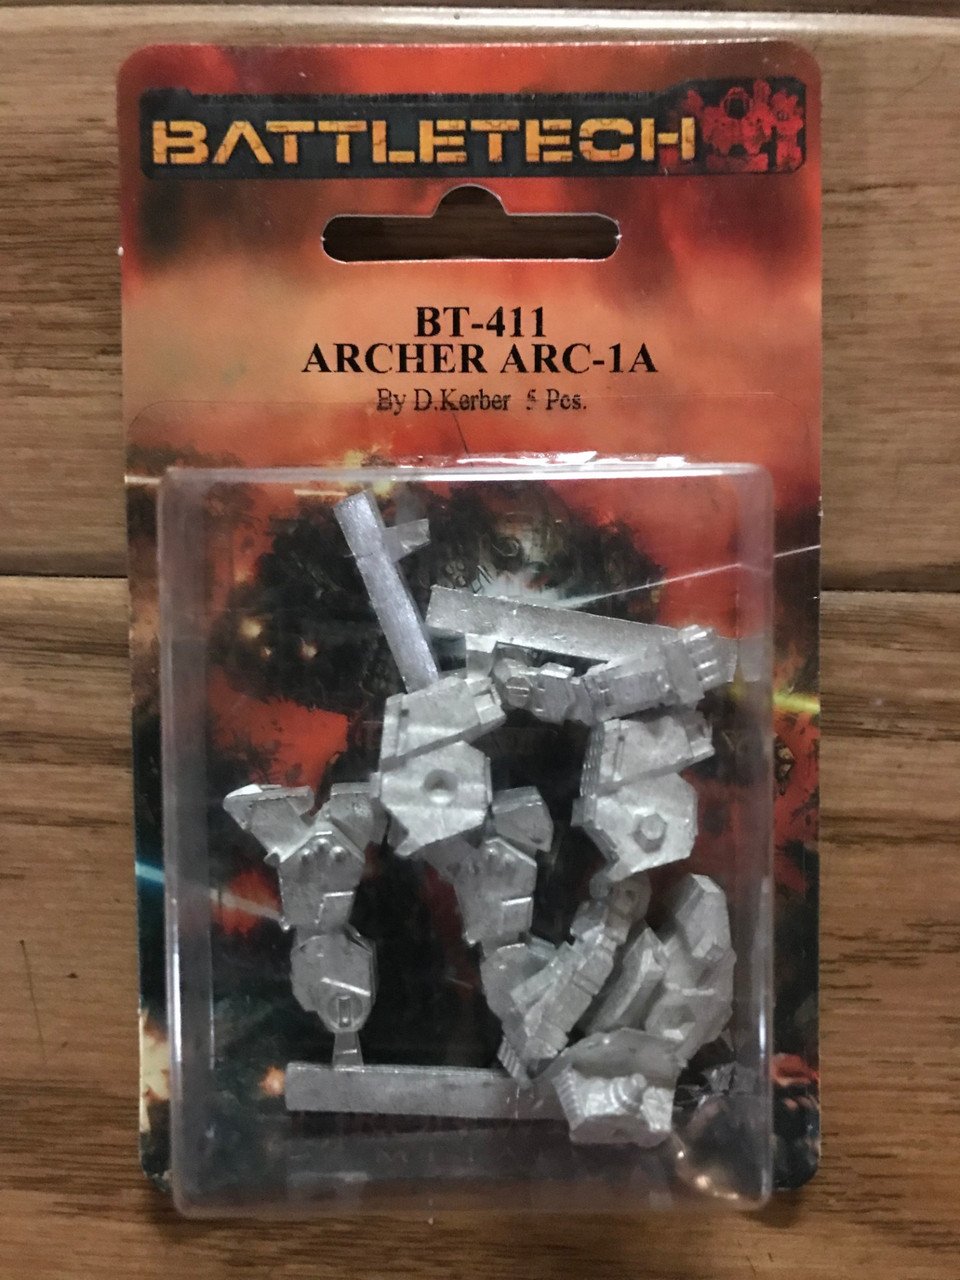 BATTLETECH
BT-411
ARCHER ARC-1A
By D.Kerber 5 Pcs.